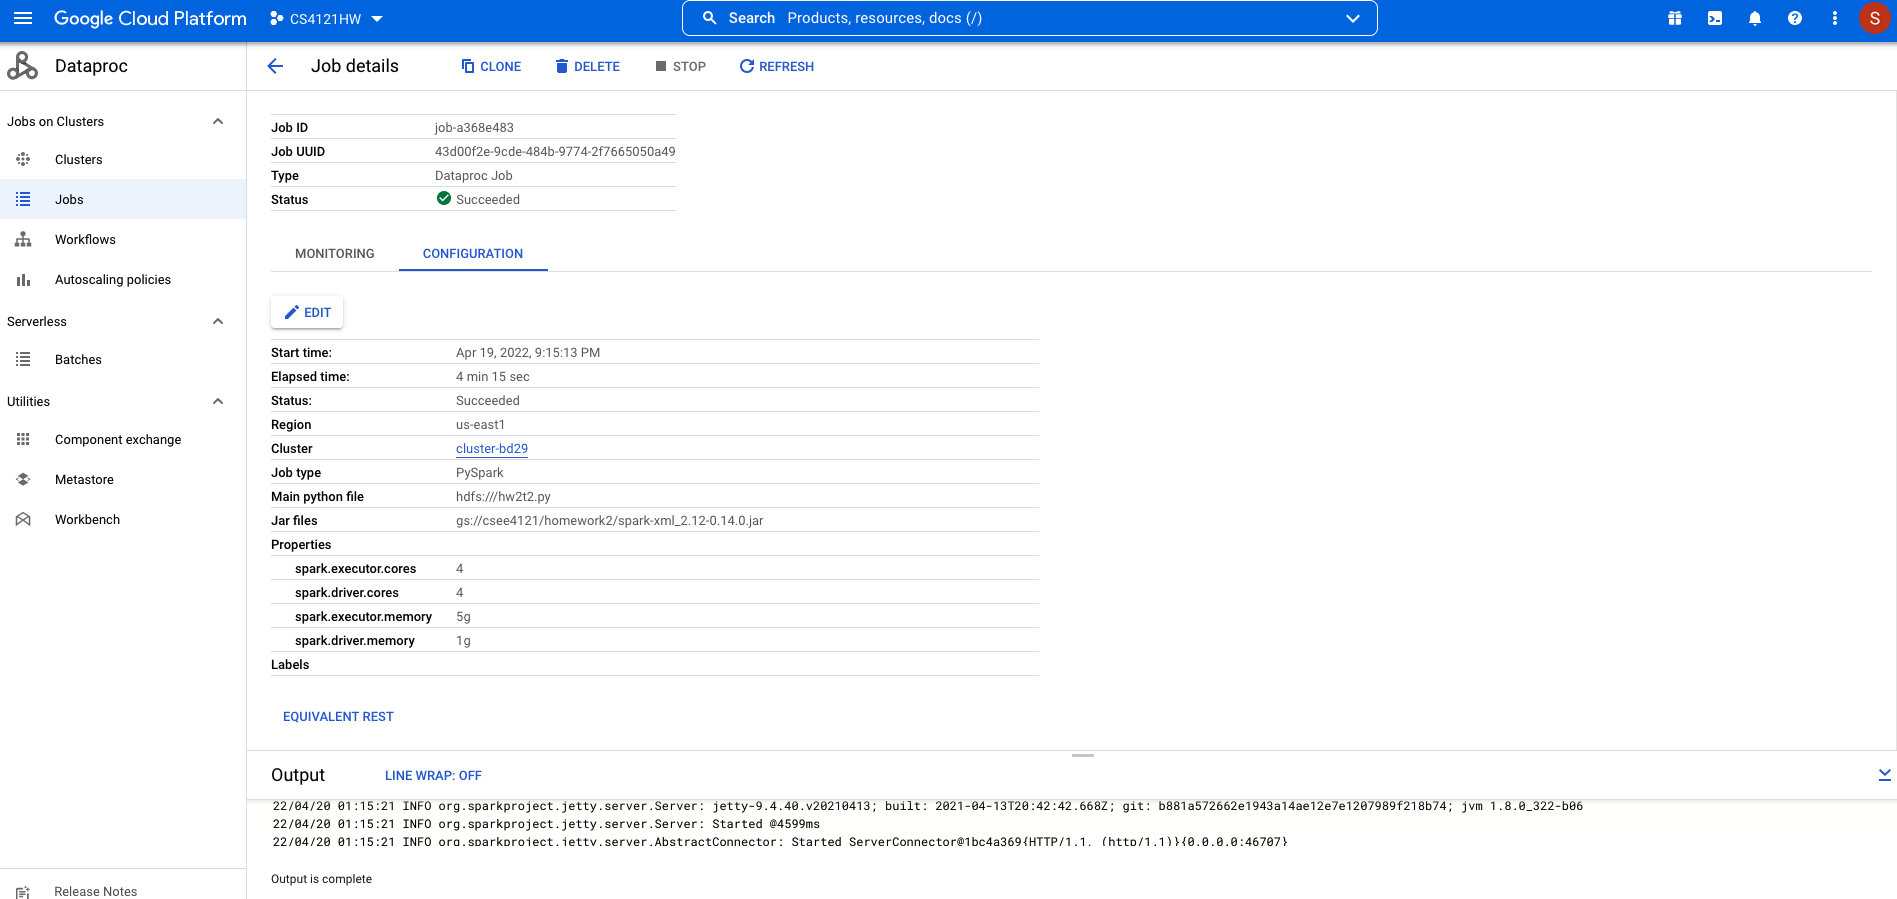 Google Cloud Platform CS4121HW Search Products, resources, docs (/) S
Dataproc
Job details CLONE DELETE STOP REFRESH
Jobs on Clusters
Clusters
Jobs
Workflows
Autoscaling policies
Serverless
Batches
Utilities
Component exchange
Metastore
Workbench
Release Notes
Job ID job-a368e483
Job UUID 43d00f2e-9cde-484b-9774-2f7665050a49
Type Dataproc Job
Status Succeeded
MONITORING CONFIGURATION
EDIT
Start time: Apr 19, 2022, 9:15:13 PM
Elapsed time: 4 min 15 sec
Status: Succeeded
Region us-east1
Cluster cluster-bd29
Job type PySpark
Main python file hdfs:///hw2t2.py
Jar files gs://csee4121/homework2/spark-xml_2.12-0.14.0.jar
Properties
spark.executor.cores 4
spark.driver.cores 4
spark.executor.memory 5g
spark.driver.memory 1g
Labels
EQUIVALENT REST
Output LINE WRAP: OFF
22/04/20 01:15:21 INFO org.sparkproject.jetty.server.Server: jetty-9.4.40.v20210413; built: 2021-04-13T20:42:42.668Z; git: b881a572662e1943a14ae12e7e1207989f218b74; jvm 1.8.0_322-b06
22/04/20 01:15:21 INFO org.sparkproject.jetty.server.Server: Started @4599ms
22/04/20 01:15:21 INFO org.sparkproject.jetty.server.AbstractConnector: Started ServerConnector@1bc4a369{HTTP/1.1, (http/1.1)}{0.0.0.0:46707}
Output is complete